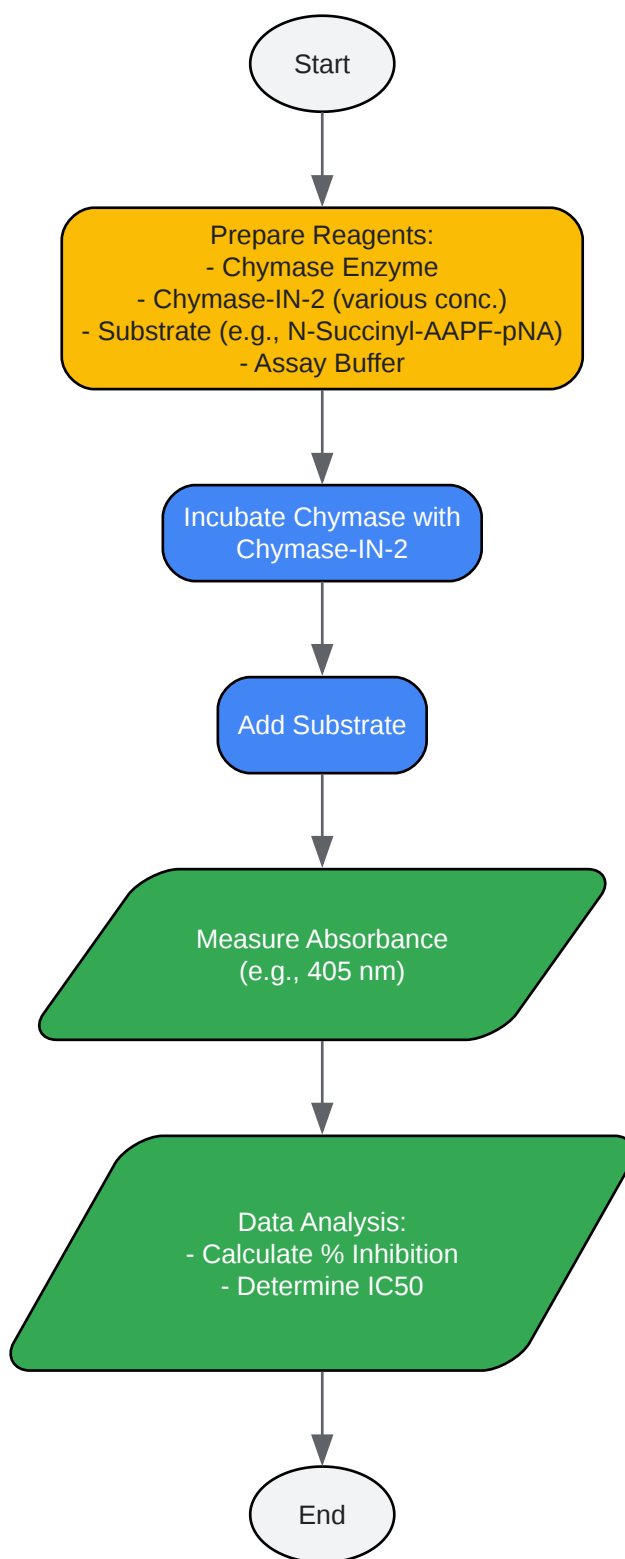 Start
Prepare Reagents:
- Chymase Enzyme
- Chymase-IN-2 (various conc.)
- Substrate (e.g., N-Succinyl-AAPF-pNA)
- Assay Buffer
Incubate Chymase with
Chymase-IN-2
Add Substrate
Measure Absorbance
(e.g., 405 nm)
Data Analysis:
- Calculate % Inhibition
- Determine IC50
End